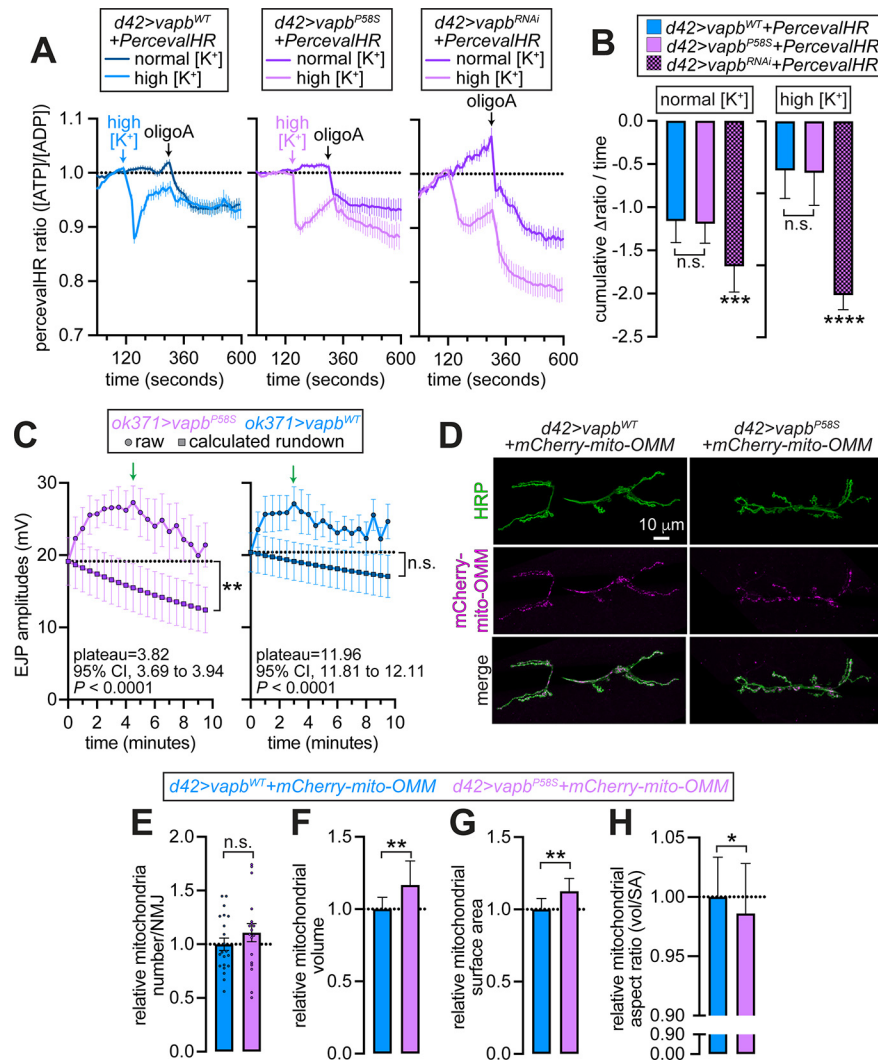 A
d42>vapb^WT
+PercevalHR
normal [K⁺]
high [K⁺]
d42>vapb^P58S
+PercevalHR
normal [K⁺]
high [K⁺]
d42>vapb^RNAi
+PercevalHR
normal [K⁺]
high [K⁺]
percevalHR ratio ([ATP]/[ADP])
1.1
1.0
0.9
0.8
0.7
high
[K⁺]
oligoA
high
[K⁺]
oligoA
oligoA
120 360 600
120 360 600
120 360 600
time (seconds)
time (seconds)
time (seconds)
B
d42>vapb^WT+PercevalHR
d42>vapb^P58S+PercevalHR
d42>vapb^RNAi+PercevalHR
normal [K⁺]
high [K⁺]
cumulative Δratio / time
0.0
-0.5
-1.0
-1.5
-2.0
-2.5
n.s.
***
n.s.
****
C
ok371>vapb^P58S ok371>vapb^WT
raw calculated rundown
EJP amplitudes (mV)
30
20
10
0
**
n.s.
plateau=3.82
95% CI, 3.69 to 3.94
P < 0.0001
plateau=11.96
95% CI, 11.81 to 12.11
P < 0.0001
0 2 4 6 8 10
0 2 4 6 8 10
time (minutes)
time (minutes)
D
d42>vapb^WT
+mCherry-mito-OMM
d42>vapb^P58S
+mCherry-mito-OMM
HRP
10 μm
mCherry-
mito-OMM
merge
d42>vapb^WT+mCherry-mito-OMM d42>vapb^P58S+mCherry-mito-OMM
E
relative mitochondria
number/NMJ
2.0
1.5
1.0
0.5
0.0
n.s.
F
relative mitochondrial
volume
1.5
1.0
0.5
0.0
**
G
relative mitochondrial
surface area
1.5
1.0
0.5
0.0
**
H
relative mitochondrial
aspect ratio (vol/SA)
1.05
1.00
0.95
0.90
0.90
0.00
*